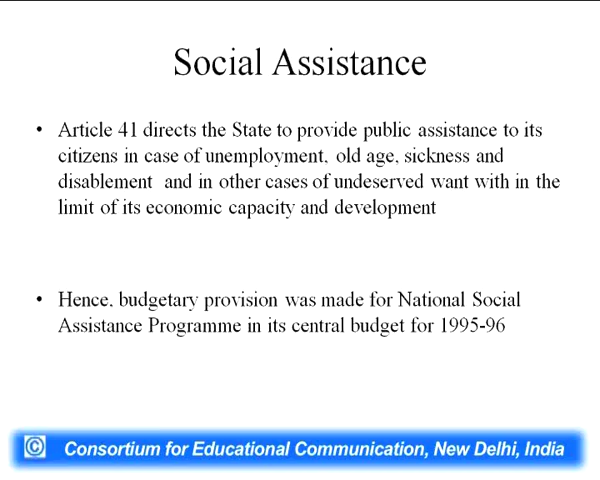 Social Assistance
• Article 41 directs the State to provide public assistance to its
citizens in case of unemployment, old age, sickness and
disablement and in other cases of undeserved want with in the
limit of its economic capacity and development
• Hence, budgetary provision was made for National Social
Assistance Programme in its central budget for 1995-96
© Consortium for Educational Communication, New Delhi, India